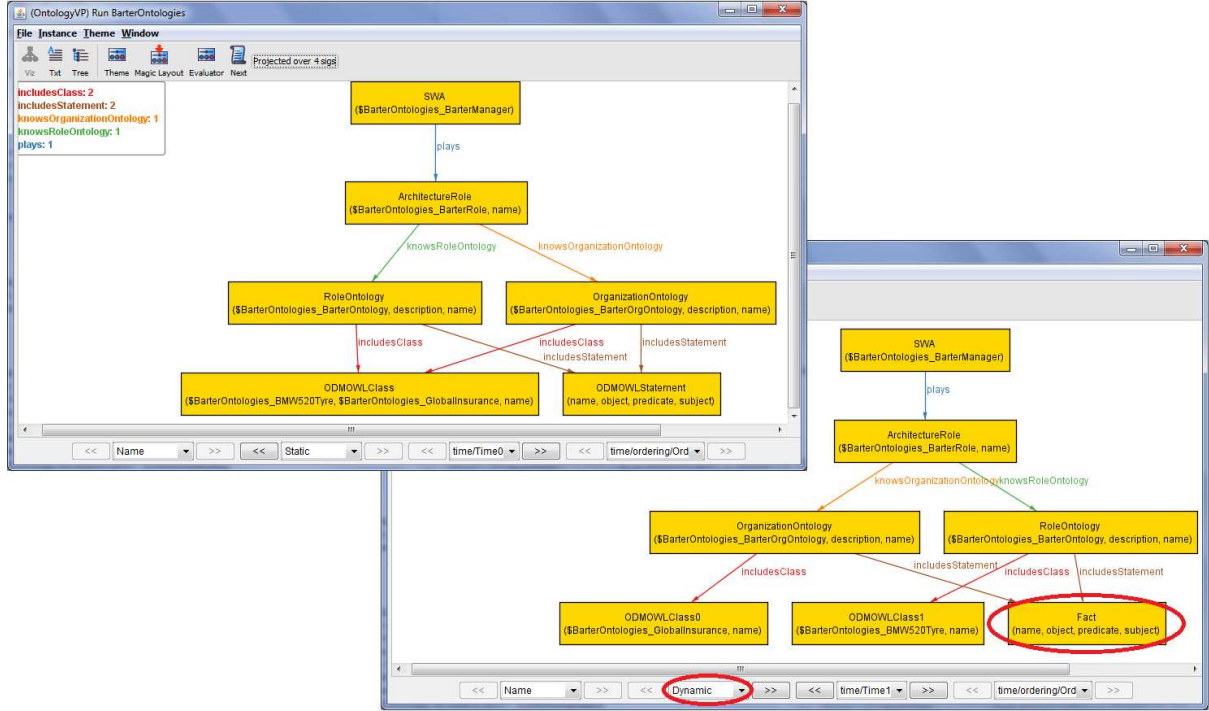 (OntologyVP) Run BarterOntologies
File Instance Theme Window
Viz Txt Tree Theme Magic Layout Evaluator Next Projected over 4 sigs
includesClass: 2
includesStatement: 2
knowsOrganizationOntology: 1
knowsRoleOntology: 1
plays: 1
SWA
($BarterOntologies_BarterManager)
plays
ArchitectureRole
($BarterOntologies_BarterRole, name)
knowsRoleOntology knowsOrganizationOntology
RoleOntology OrganizationOntology
($BarterOntologies_BarterOntology, description, name) ($BarterOntologies_BarterOrgOntology, description, name)
includesClass includesClass includesStatement
includesStatement
ODMOWLClass ODMOWLStatement
($BarterOntologies_BMW520Tyre, $BarterOntologies_GlobalInsurance, name) (name, object, predicate, subject)
<< Name >> << Static >> << time/Time0 >> << time/ordering/Ord >>
SWA
($BarterOntologies_BarterManager)
plays
ArchitectureRole
($BarterOntologies_BarterRole, name)
knowsOrganizationOntology knowsRoleOntology
OrganizationOntology RoleOntology
($BarterOntologies_BarterOrgOntology, description, name) ($BarterOntologies_BarterOntology, description, name)
includesClass includesStatement includesClass includesStatement
ODMOWLClass0 ODMOWLClass1 Fact
($BarterOntologies_GlobalInsurance, name) ($BarterOntologies_BMW520Tyre, name) (name, object, predicate, subject)
<< Name >> << Dynamic >> << time/Time1 >> << time/ordering/Ord >>